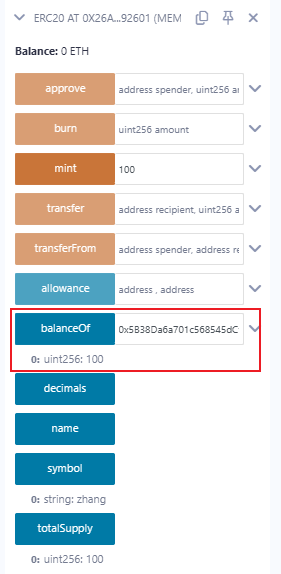 ERC20 AT 0X26A...92601 (MEM
Balance: 0 ETH
approve address spender, uint256 ar
burn uint256 amount
mint 100
transfer address recipient, uint256 a
transferFrom address spender, address re
allowance address , address
balanceOf 0x5B38Da6a701c568545dC
0: uint256: 100
decimals
name
symbol
0: string: zhang
totalSupply
0: uint256: 100